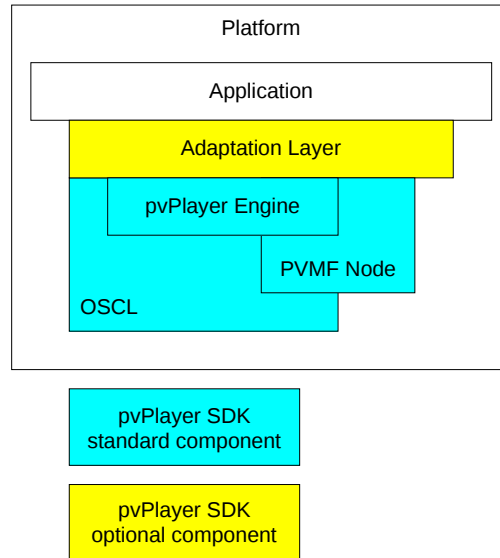 Platform
Application
Adaptation Layer
pvPlayer Engine
PVMF Node
OSCL
pvPlayer SDK
standard component
pvPlayer SDK
optional component